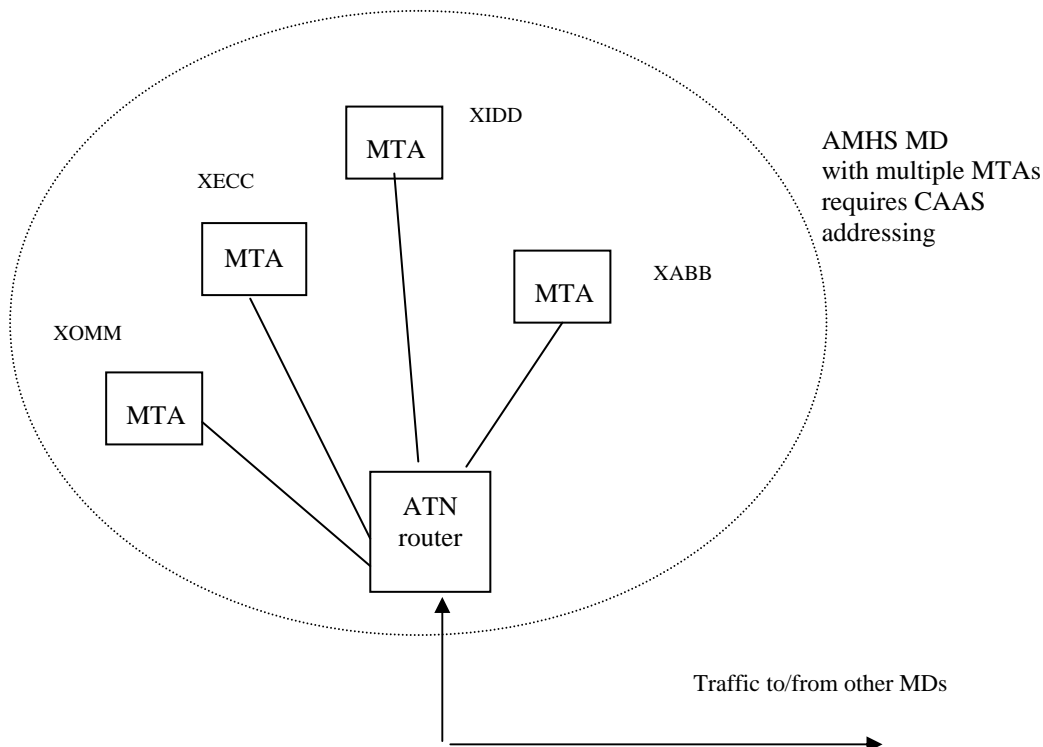 XIDD
MTA
AMHS MD
with multiple MTAs
requires CAAS
addressing
XECC
MTA
XABB
MTA
XOMM
MTA
ATN
router
Traffic to/from other MDs